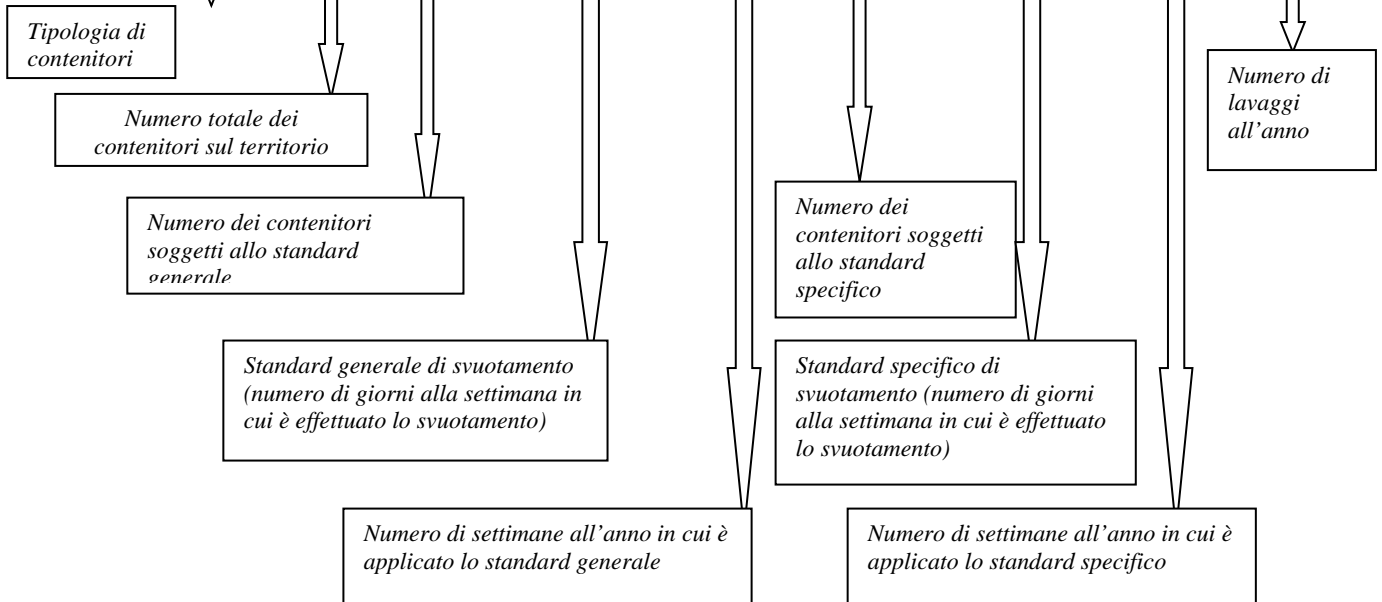 Tipologia di
contenitori
Numero totale dei
contenitori sul territorio
Numero dei contenitori
soggetti allo standard
generale
Standard generale di svuotamento
(numero di giorni alla settimana in
cui è effettuato lo svuotamento)
Numero di settimane all’anno in cui è
applicato lo standard generale
Numero dei
contenitori soggetti
allo standard
specifico
Standard specifico di
svuotamento (numero di giorni
alla settimana in cui è effettuato
lo svuotamento)
Numero di settimane all’anno in cui è
applicato lo standard specifico
Numero di
lavaggi
all’anno